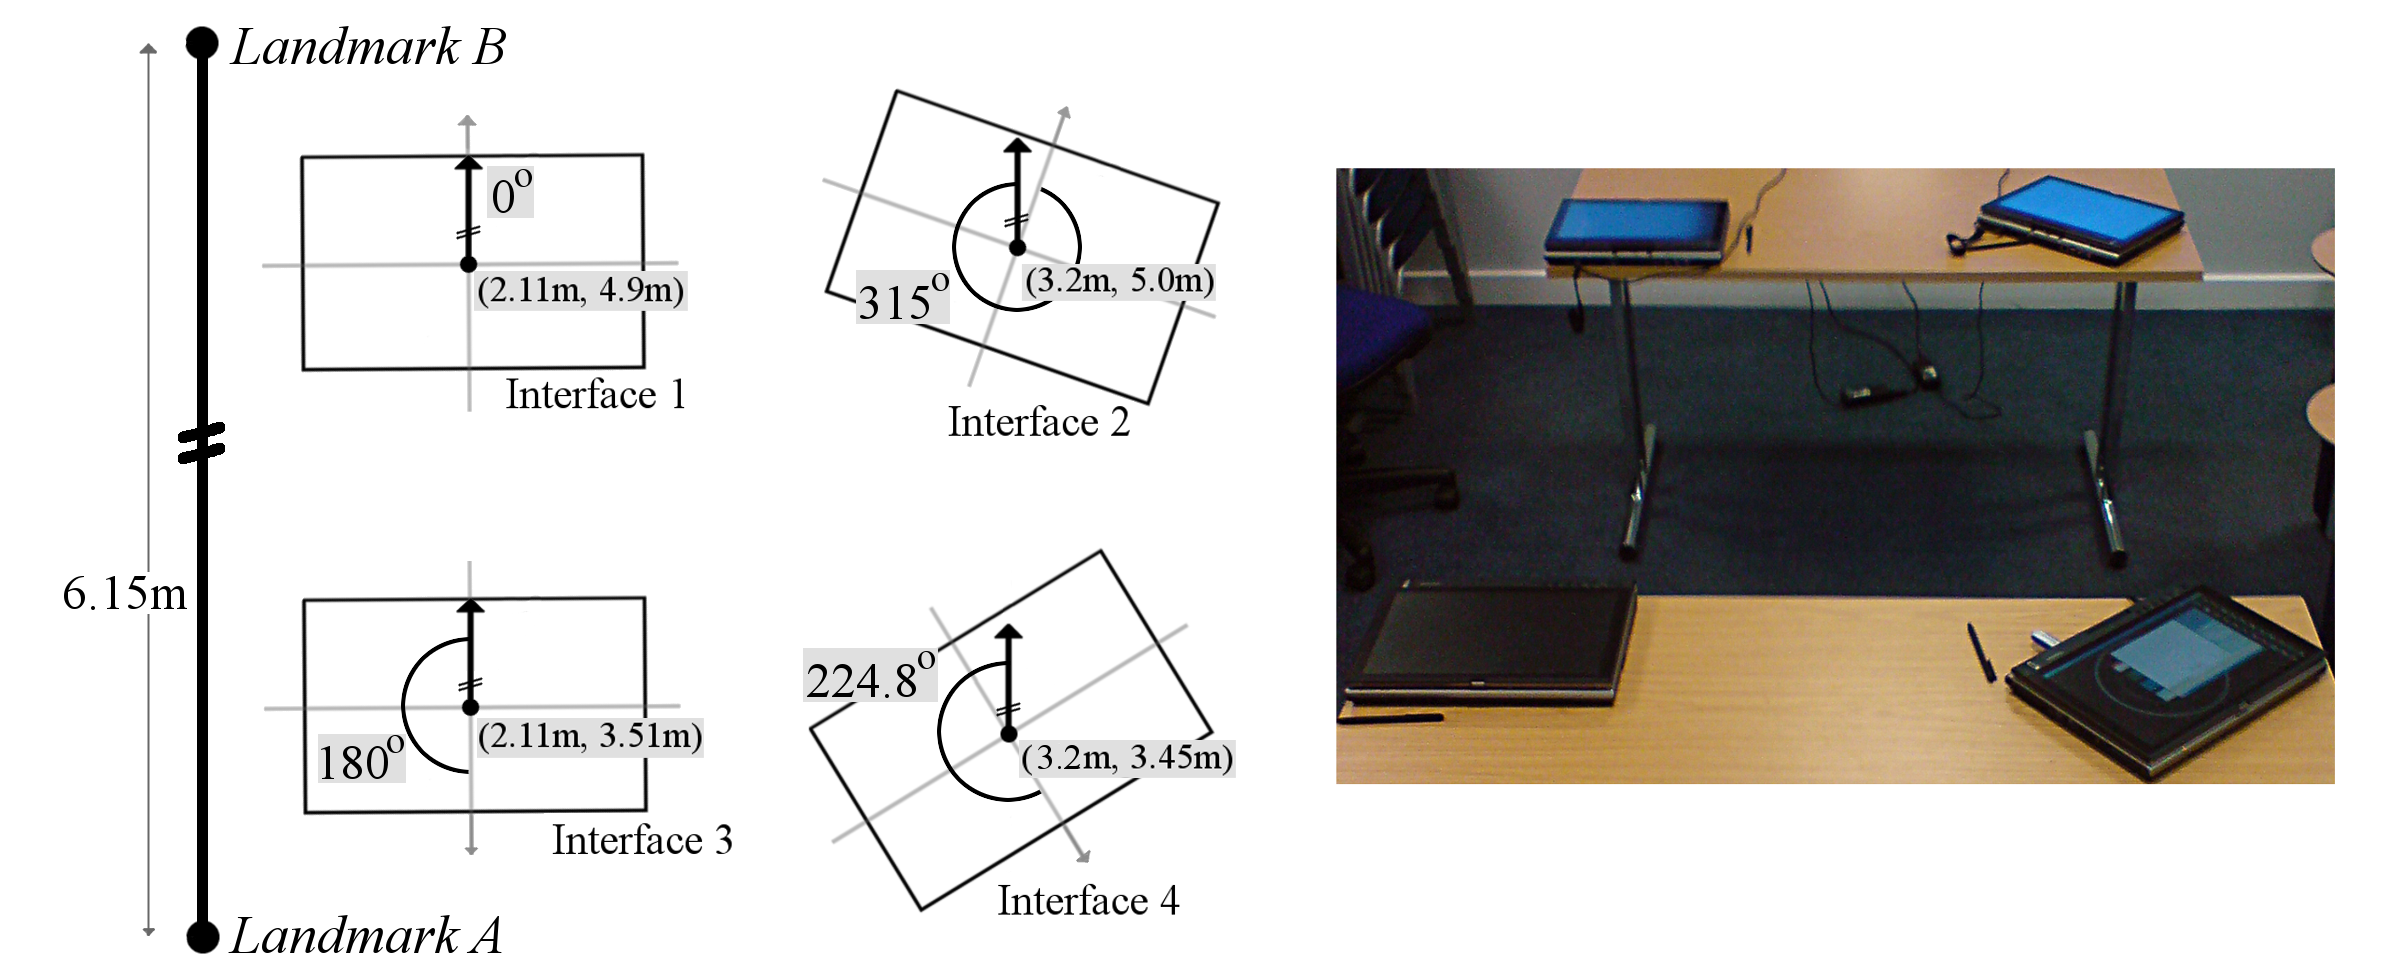 Landmark B
0°
(2.11m, 4.9m)
Interface 1
315°
(3.2m, 5.0m)
Interface 2
6.15m
180°
(2.11m, 3.51m)
Interface 3
224.8°
(3.2m, 3.45m)
Interface 4
Landmark A